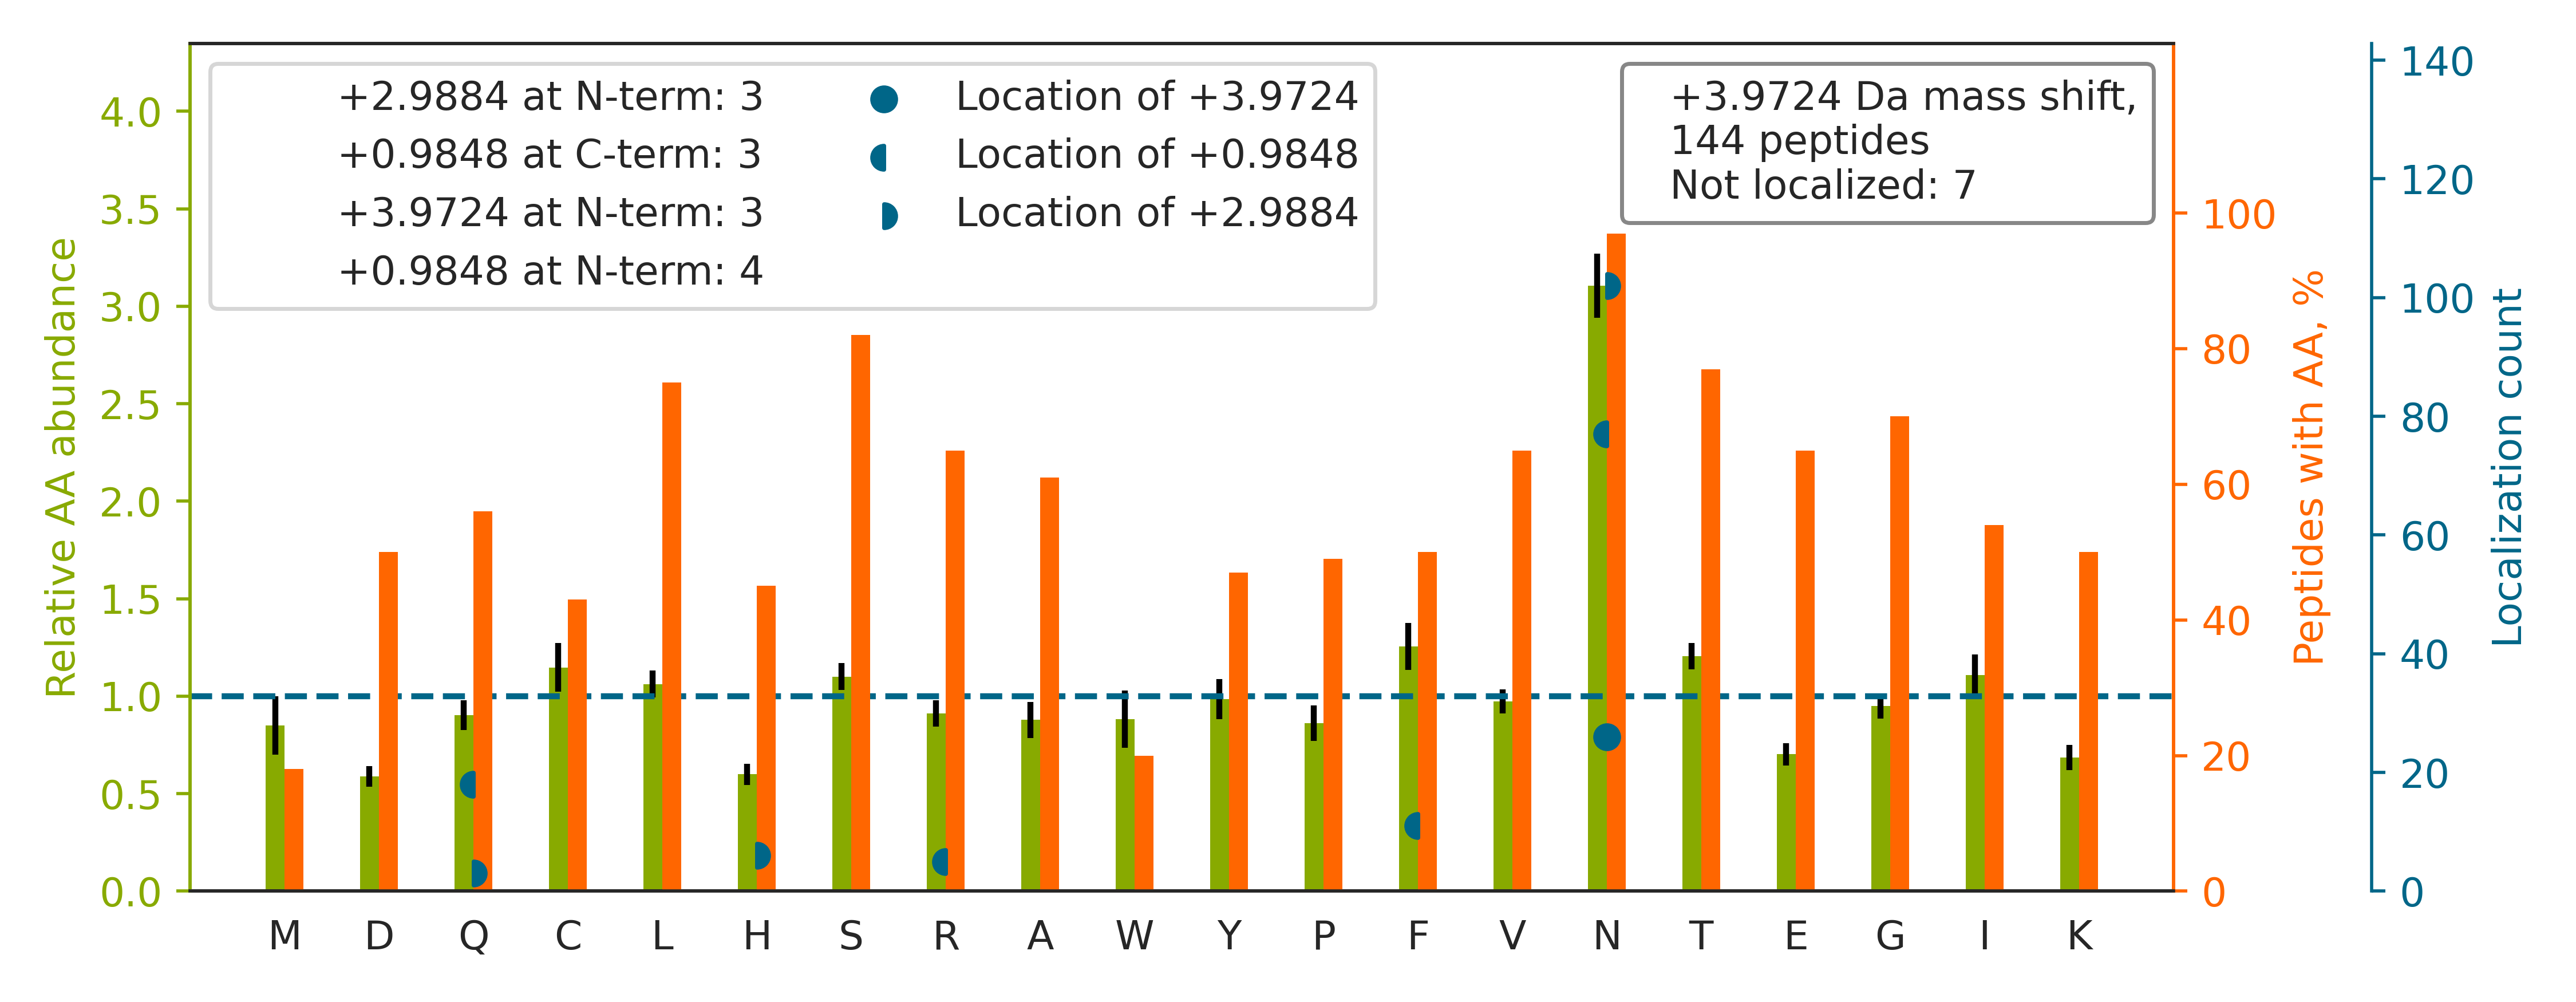 +2.9884 at N-term: 3
+0.9848 at C-term: 3
+3.9724 at N-term: 3
+0.9848 at N-term: 4
Location of +3.9724
Location of +0.9848
Location of +2.9884
+3.9724 Da mass shift,
144 peptides
Not localized: 7
Relative AA abundance
4.0
3.5
3.0
2.5
2.0
1.5
1.0
0.5
0.0
M D Q C L H S R A W Y P F V N T E G I K
100
80
60
40
20
0
Peptides with AA, %
140
120
100
80
60
40
20
0
Localization count